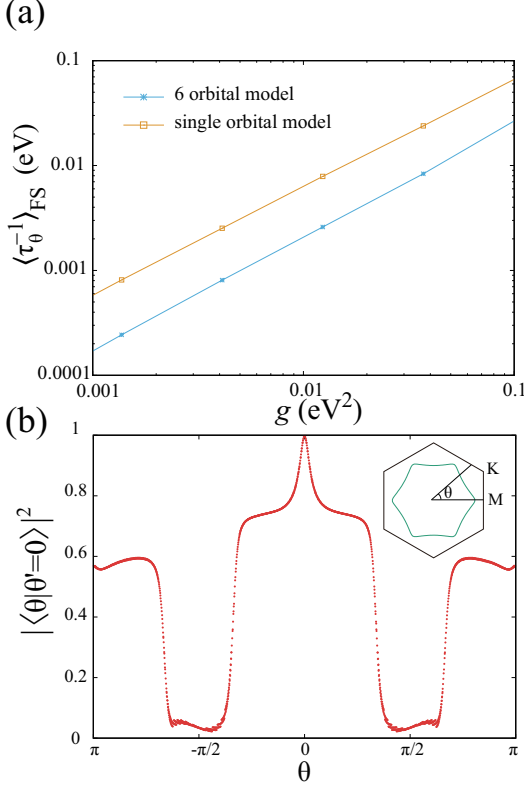 (a)
0.1
0.01
0.001
0.0001
⟨τ_θ^{-1}⟩_FS (eV)
6 orbital model
single orbital model
0.001
0.01
0.1
g (eV²)
(b)
1
0.8
0.6
0.4
0.2
0
|⟨θ|θ'=0⟩|²
K
θ
M
π
-π/2
0
π/2
π
θ